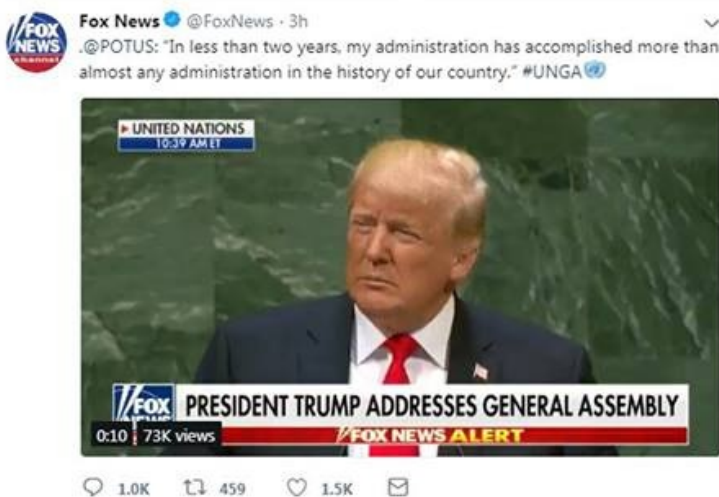 FOX
NEWS
channel
Fox News @FoxNews · 3h
.@POTUS: "In less than two years, my administration has accomplished more than
almost any administration in the history of our country." #UNGA
UNITED NATIONS
10:39 AM ET
FOX
NEWS
PRESIDENT TRUMP ADDRESSES GENERAL ASSEMBLY
0:10 73K views
FOX NEWS ALERT
1.0K 459 1.5K